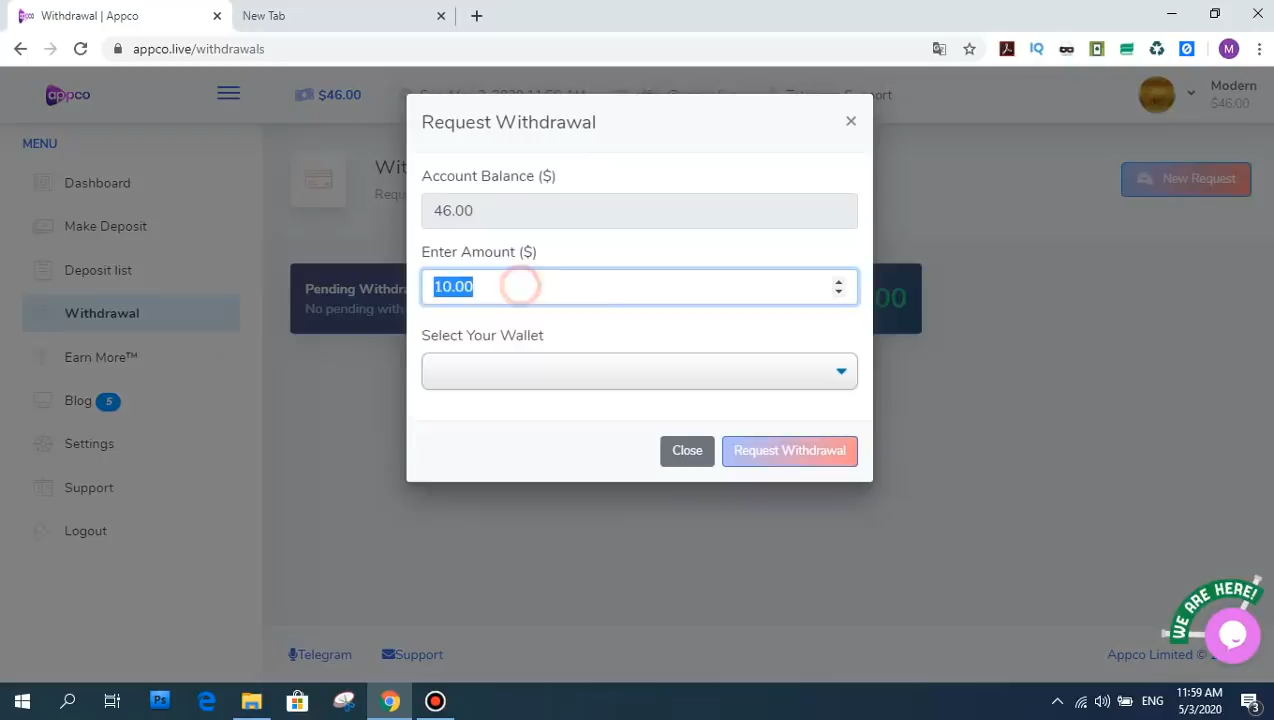 Withdrawal | Appco
New Tab
appco.live/withdrawals
IQ
M
appco
$46.00
Modern
$46.00
MENU
Dashboard
Make Deposit
Deposit list
Withdrawal
Earn More™
Blog 5
Settings
Support
Logout
New Request
Pending Withdra
No pending with
00
Request Withdrawal
×
Account Balance ($)
46.00
Enter Amount ($)
10.00
Select Your Wallet
Close
Request Withdrawal
WE ARE HERE!
Telegram
Support
Appco Limited ©
Ps
ENG
11:59 AM
5/3/2020
3